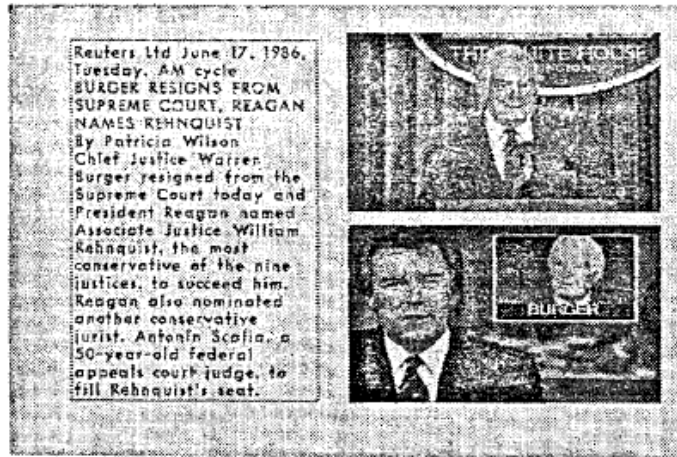 Reuters Ltd June 17, 1986,
Tuesday, AM cycle
BURGER RESIGNS FROM
SUPREME COURT, REAGAN
NAMES REHNQUIST
By Patricia Wilson
Chief Justice Warren
Burger resigned from the
Supreme Court today and
President Reagan named
Associate Justice William
Rehnquist, the most
conservative of the nine
justices, to succeed him.
Reagan also nominated
another conservative
jurist, Antonin Scalia, a
50-year-old federal
appeals court judge, to
fill Rehnquist's seat.
THE WHITE HOUSE
BURGER